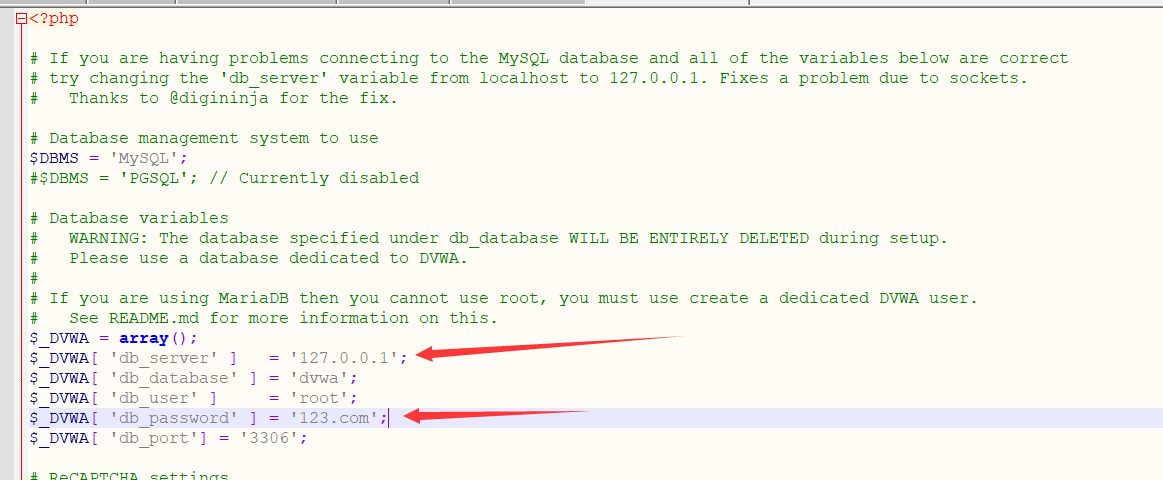 <?php
# If you are having problems connecting to the MySQL database and all of the variables below are correct
# try changing the 'db_server' variable from localhost to 127.0.0.1. Fixes a problem due to sockets.
#   Thanks to @digininja for the fix.
# Database management system to use
$DBMS = 'MySQL';
#$DBMS = 'PGSQL'; // Currently disabled
# Database variables
#   WARNING: The database specified under db_database WILL BE ENTIRELY DELETED during setup.
#   Please use a database dedicated to DVWA.
#
# If you are using MariaDB then you cannot use root, you must use create a dedicated DVWA user.
#   See README.md for more information on this.
$_DVWA = array();
$_DVWA[ 'db_server' ]   = '127.0.0.1';
$_DVWA[ 'db_database' ] = 'dvwa';
$_DVWA[ 'db_user' ]     = 'root';
$_DVWA[ 'db_password' ] = '123.com';
$_DVWA[ 'db_port'] = '3306';
# ReCAPTCHA settings